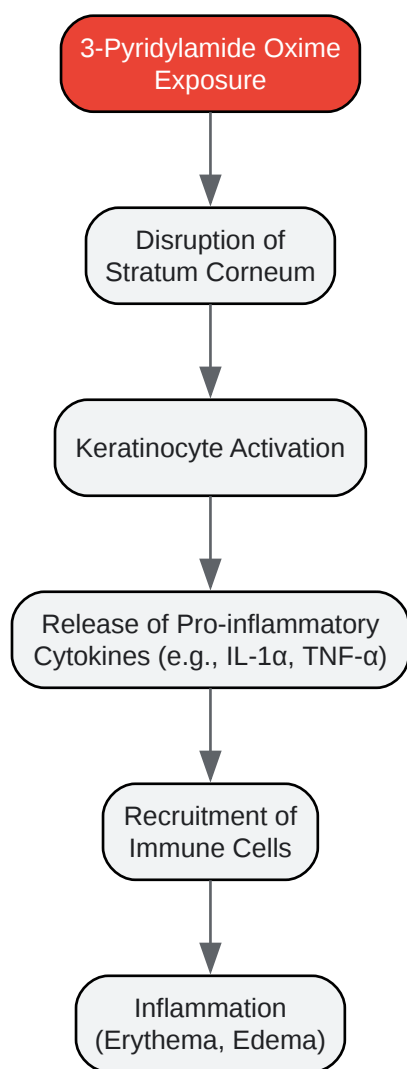 3-Pyridylamide Oxime
Exposure
Disruption of
Stratum Corneum
Keratinocyte Activation
Release of Pro-inflammatory
Cytokines (e.g., IL-1α, TNF-α)
Recruitment of
Immune Cells
Inflammation
(Erythema, Edema)